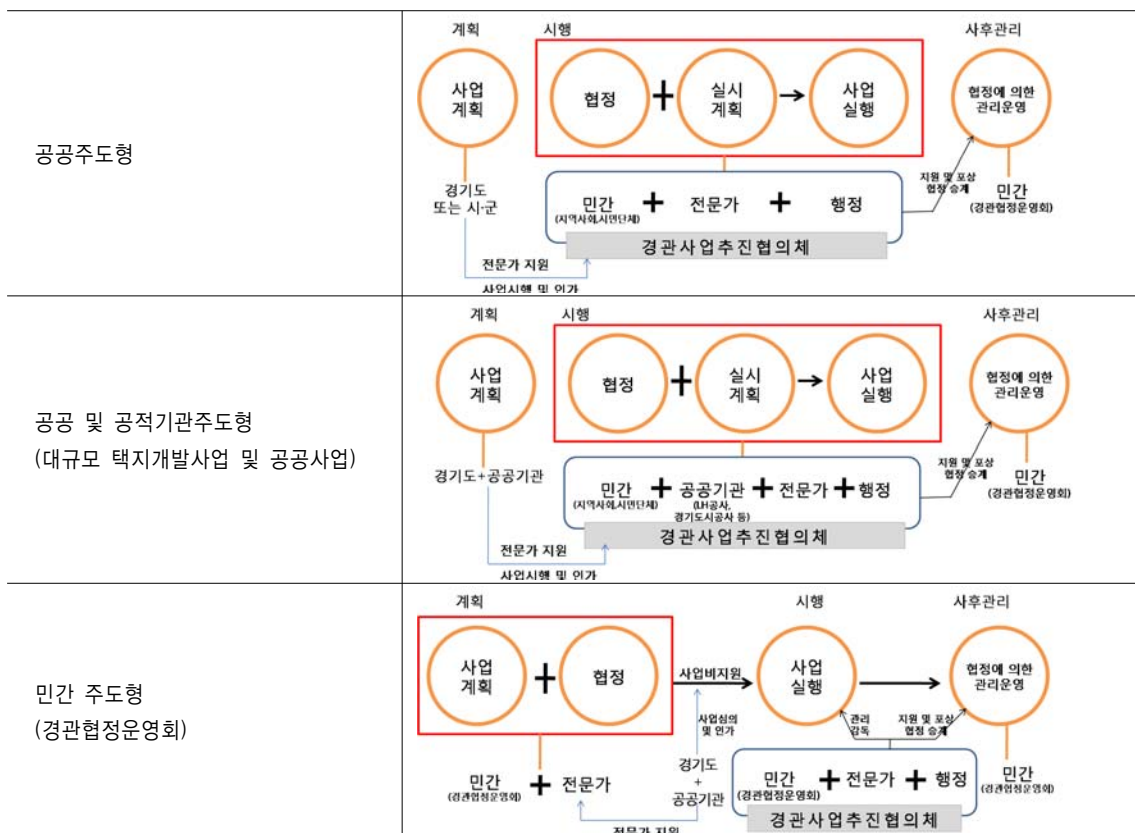 공공주도형
계획
시행
사후관리
사업
계획
협정
+
실시
계획
→
사업
실행
협정에 의한
관리운영
경기도
또는 시·군
민간 + 전문가 + 행정
(지역사회,시민단체)
경관사업추진협의체
지원 및 포상
협정 승계
민간
(경관협정운영회)
전문가 지원
사업시행 및 인가
공공 및 공적기관주도형
(대규모 택지개발사업 및 공공사업)
계획
시행
사후관리
사업
계획
협정
+
실시
계획
→
사업
실행
협정에 의한
관리운영
경기도+공공기관
민간 + 공공기관 + 전문가 + 행정
(지역사회,시민단체)
(LH공사,
경기도시공사 등)
경관사업추진협의체
지원 및 포상
협정 승계
민간
(경관협정운영회)
전문가 지원
사업시행 및 인가
민간 주도형
(경관협정운영회)
계획
시행
사후관리
사업
계획
+
협정
사업비지원
사업
실행
협정에 의한
관리운영
사업심의
및 인가
관리
감독
지원 및 포상
협정 승계
민간 + 전문가
(경관협정운영회)
경기도
+
공공기관
민간 + 전문가 + 행정
(경관협정운영회)
경관사업추진협의체
민간
(경관협정운영회)
전문가 지원